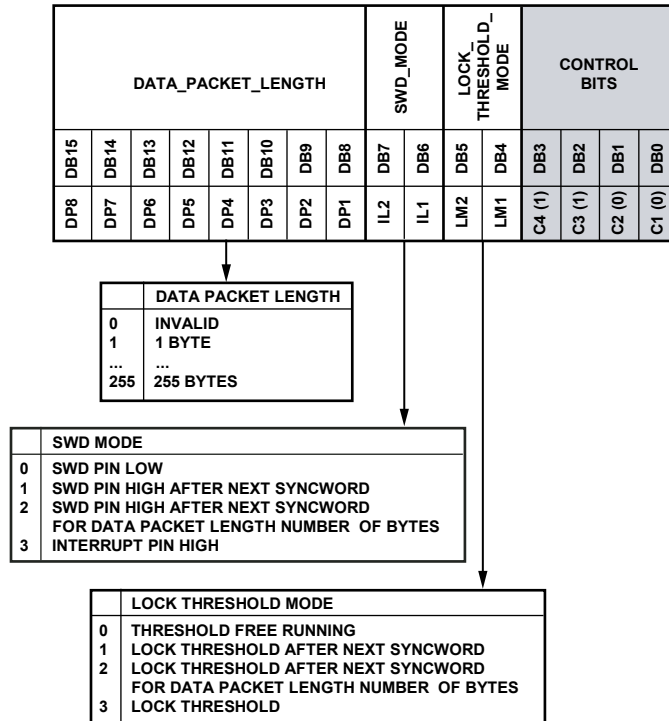 DATA_PACKET_LENGTH
SWD_MODE
LOCK_
THRESHOLD_
MODE
CONTROL
BITS
DB15 DB14 DB13 DB12 DB11 DB10 DB9 DB8 DB7 DB6 DB5 DB4 DB3 DB2 DB1 DB0
DP8 DP7 DP6 DP5 DP4 DP3 DP2 DP1 IL2 IL1 LM2 LM1 C4 (1) C3 (1) C2 (0) C1 (0)
DATA PACKET LENGTH
0 INVALID
1 1 BYTE
... ...
255 255 BYTES
SWD MODE
0 SWD PIN LOW
1 SWD PIN HIGH AFTER NEXT SYNCWORD
2 SWD PIN HIGH AFTER NEXT SYNCWORD
FOR DATA PACKET LENGTH NUMBER OF BYTES
3 INTERRUPT PIN HIGH
LOCK THRESHOLD MODE
0 THRESHOLD FREE RUNNING
1 LOCK THRESHOLD AFTER NEXT SYNCWORD
2 LOCK THRESHOLD AFTER NEXT SYNCWORD
FOR DATA PACKET LENGTH NUMBER OF BYTES
3 LOCK THRESHOLD